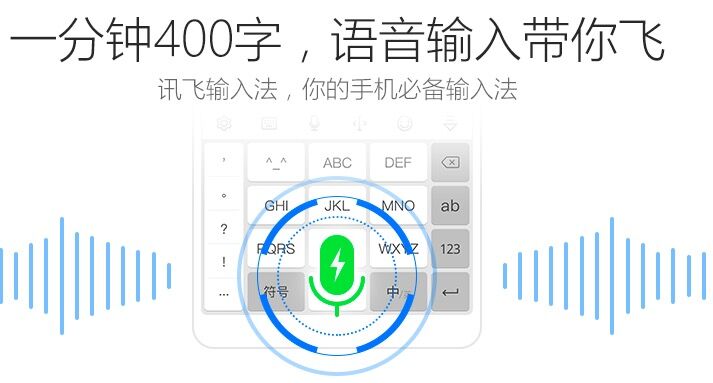 一分钟400字，语音输入带你飞
讯飞输入法，你的手机必备输入法
， ^_^ ABC DEF
。 GHI JKL MNO ab
? PQRS WXYZ 123
! 
... 符号 中